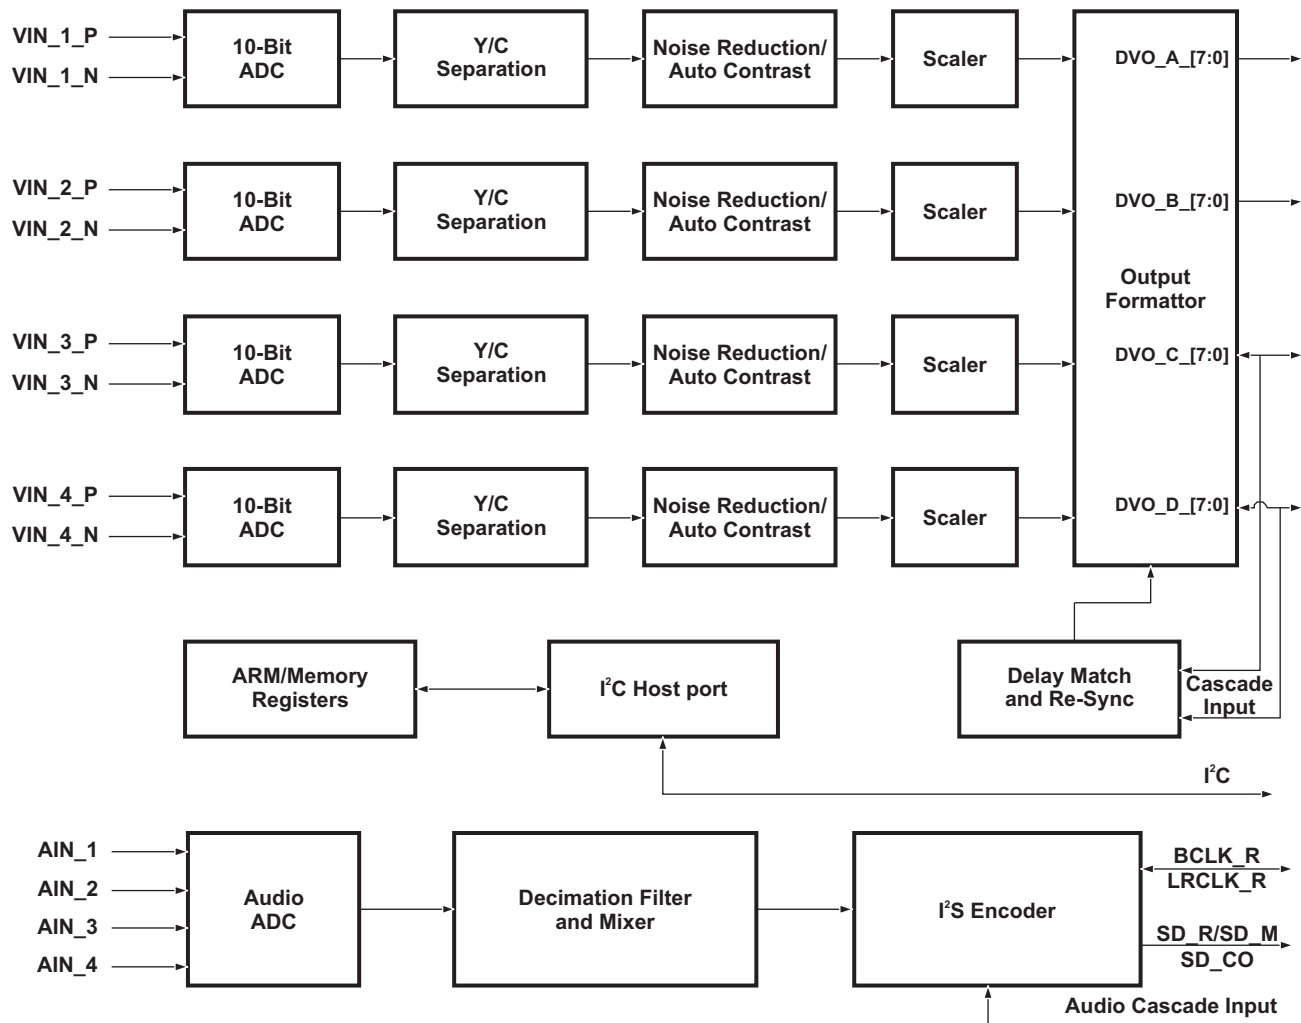 VIN_1_P
VIN_1_N
10-Bit
ADC
Y/C
Separation
Noise Reduction/
Auto Contrast
Scaler
DVO_A_[7:0]
VIN_2_P
VIN_2_N
10-Bit
ADC
Y/C
Separation
Noise Reduction/
Auto Contrast
Scaler
DVO_B_[7:0]
Output
Formattor
VIN_3_P
VIN_3_N
10-Bit
ADC
Y/C
Separation
Noise Reduction/
Auto Contrast
Scaler
DVO_C_[7:0]
VIN_4_P
VIN_4_N
10-Bit
ADC
Y/C
Separation
Noise Reduction/
Auto Contrast
Scaler
DVO_D_[7:0]
ARM/Memory
Registers
I²C Host port
Delay Match
and Re-Sync
Cascade
Input
I²C
AIN_1
AIN_2
AIN_3
AIN_4
Audio
ADC
Decimation Filter
and Mixer
I²S Encoder
BCLK_R
LRCLK_R
SD_R/SD_M
SD_CO
Audio Cascade Input